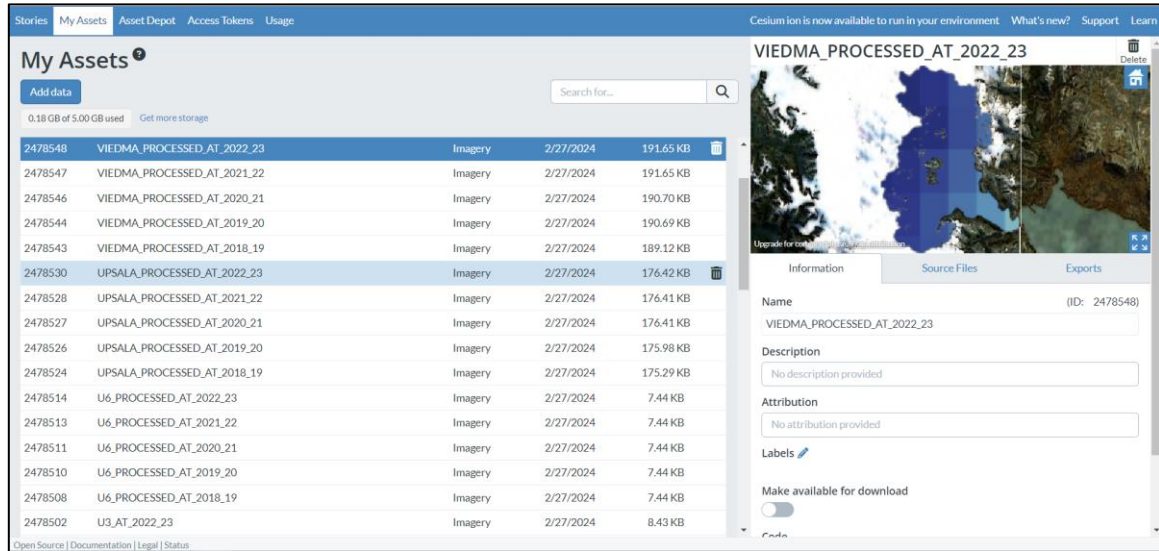 Stories My Assets Asset Depot Access Tokens Usage Cesium ion is now available to run in your environment What's new? Support Learn
My Assets ?
Add data
Search for...
0.18 GB of 5.00 GB used Get more storage
2478548 VIEDMA_PROCESSED_AT_2022_23 Imagery 2/27/2024 191.65 KB
2478547 VIEDMA_PROCESSED_AT_2021_22 Imagery 2/27/2024 191.65 KB
2478546 VIEDMA_PROCESSED_AT_2020_21 Imagery 2/27/2024 190.70 KB
2478544 VIEDMA_PROCESSED_AT_2019_20 Imagery 2/27/2024 190.69 KB
2478543 VIEDMA_PROCESSED_AT_2018_19 Imagery 2/27/2024 189.12 KB
2478530 UPSALA_PROCESSED_AT_2022_23 Imagery 2/27/2024 176.42 KB
2478528 UPSALA_PROCESSED_AT_2021_22 Imagery 2/27/2024 176.41 KB
2478527 UPSALA_PROCESSED_AT_2020_21 Imagery 2/27/2024 176.41 KB
2478526 UPSALA_PROCESSED_AT_2019_20 Imagery 2/27/2024 175.98 KB
2478524 UPSALA_PROCESSED_AT_2018_19 Imagery 2/27/2024 175.29 KB
2478514 U6_PROCESSED_AT_2022_23 Imagery 2/27/2024 7.44 KB
2478513 U6_PROCESSED_AT_2021_22 Imagery 2/27/2024 7.44 KB
2478511 U6_PROCESSED_AT_2020_21 Imagery 2/27/2024 7.44 KB
2478510 U6_PROCESSED_AT_2019_20 Imagery 2/27/2024 7.44 KB
2478508 U6_PROCESSED_AT_2018_19 Imagery 2/27/2024 7.44 KB
2478502 U3_AT_2022_23 Imagery 2/27/2024 8.43 KB
Open Source | Documentation | Legal | Status
VIEDMA_PROCESSED_AT_2022_23
Delete
Upgrade for
Information Source Files Exports
Name (ID: 2478548)
VIEDMA_PROCESSED_AT_2022_23
Description
No description provided
Attribution
No attribution provided
Labels
Make available for download
Code